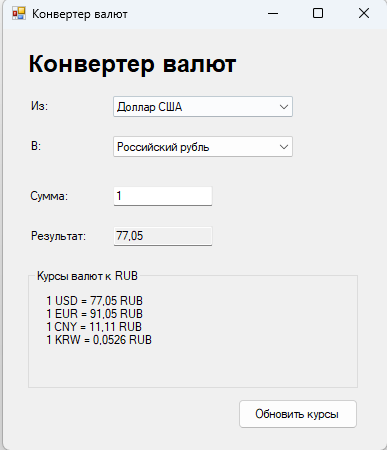 Конвертер валют
Конвертер валют
Из: Доллар США
В: Российский рубль
Сумма: 1
Результат: 77,05
Курсы валют к RUB
1 USD = 77,05 RUB
1 EUR = 91,05 RUB
1 CNY = 11,11 RUB
1 KRW = 0,0526 RUB
Обновить курсы